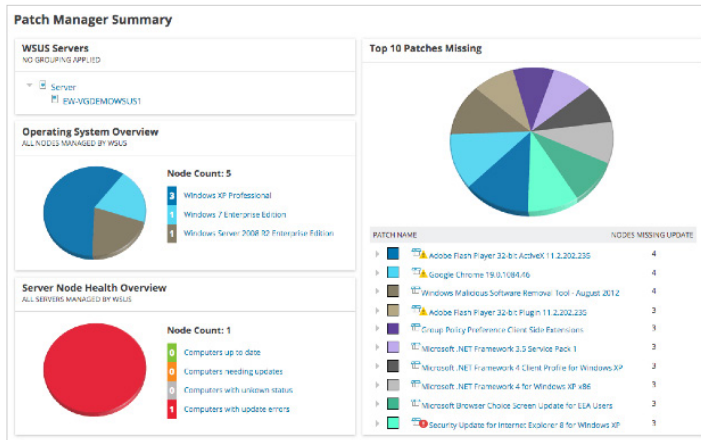 Patch Manager Summary
WSUS Servers
NO GROUPING APPLIED
Server
EW-VGDEMOWSUS1
Operating System Overview
ALL NODES MANAGED BY WSUS
Node Count: 5
3 Windows XP Professional
1 Windows 7 Enterprise Edition
1 Windows Server 2008 R2 Enterprise Edition
Server Node Health Overview
ALL SERVERS MANAGED BY WSUS
Node Count: 1
0 Computers up to date
0 Computers needing updates
0 Computers with unkown status
1 Computers with update errors
Top 10 Patches Missing
PATCH NAME NODES MISSING UPDATE
Adobe Flash Player 32-bit ActiveX 11.2.202.235 4
Google Chrome 19.0.1084.46 4
Windows Malicious Software Removal Tool - August 2012 4
Adobe Flash Player 32-bit Plugin 11.2.202.235 3
Group Policy Preference Client Side Extensions 3
Microsoft .NET Framework 3.5 Service Pack 1 3
Microsoft .NET Framework 4 Client Profile for Windows XP 3
Microsoft .NET Framework 4 for Windows XP x86 3
Microsoft Browser Choice Screen Update for EEA Users 3
Security Update for Internet Explorer 8 for Windows XP 3